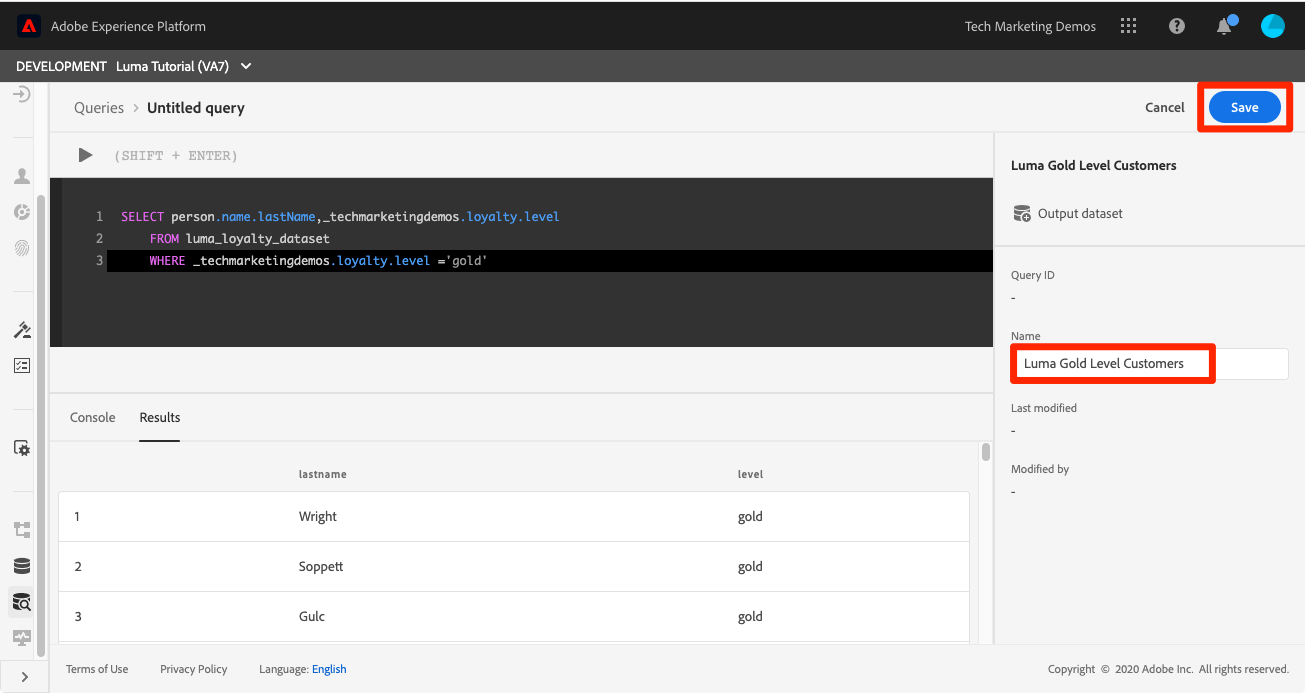 Adobe Experience Platform
Tech Marketing Demos
DEVELOPMENT Luma Tutorial (VA7)
Queries > Untitled query
Cancel
Save
(SHIFT + ENTER)
1 SELECT person.name.lastName,_techmarketingdemos.loyalty.level
2 FROM luma_loyalty_dataset
3 WHERE _techmarketingdemos.loyalty.level ='gold'
Console Results
lastname level
1 Wright gold
2 Soppett gold
3 Gulc gold
Luma Gold Level Customers
Output dataset
Query ID
-
Name
Luma Gold Level Customers
Last modified
-
Modified by
-
Terms of Use Privacy Policy Language: English
Copyright © 2020 Adobe Inc. All rights reserved.